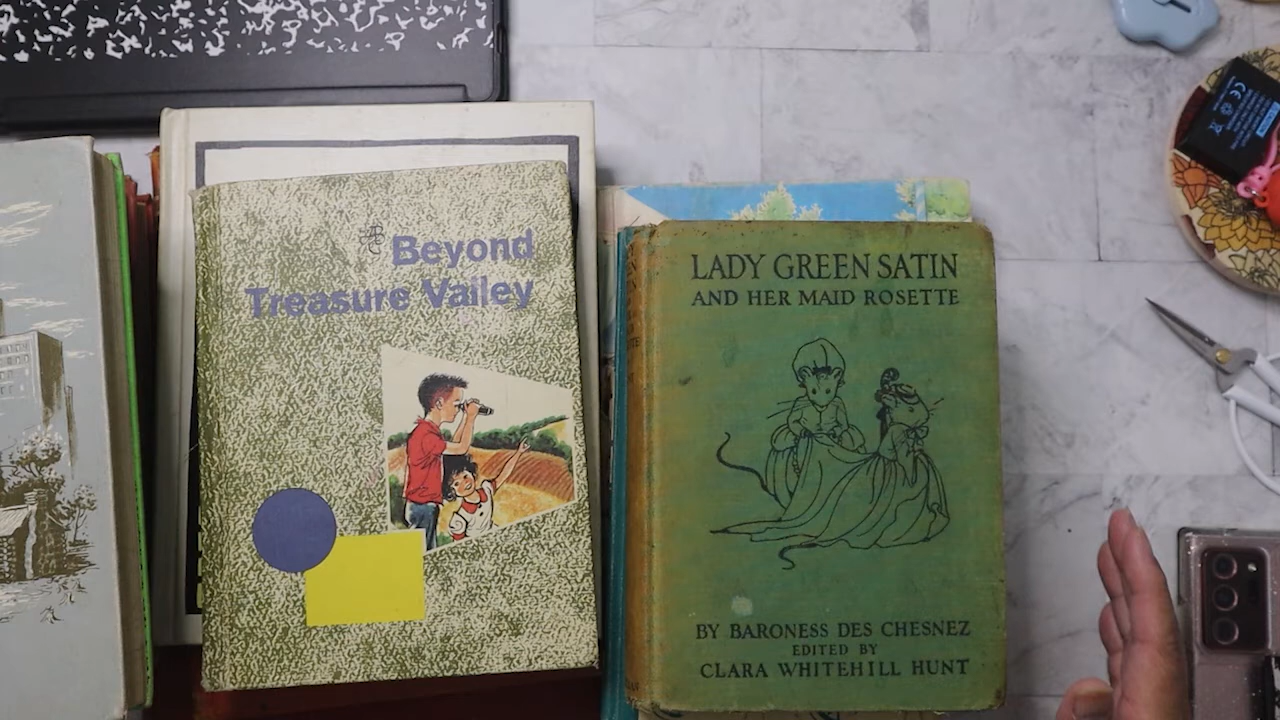 Beyond
Treasure Valley
LADY GREEN SATIN
AND HER MAID ROSETTE
BY BARONESS DES CHESNEZ
EDITED BY
CLARA WHITEHILL HUNT